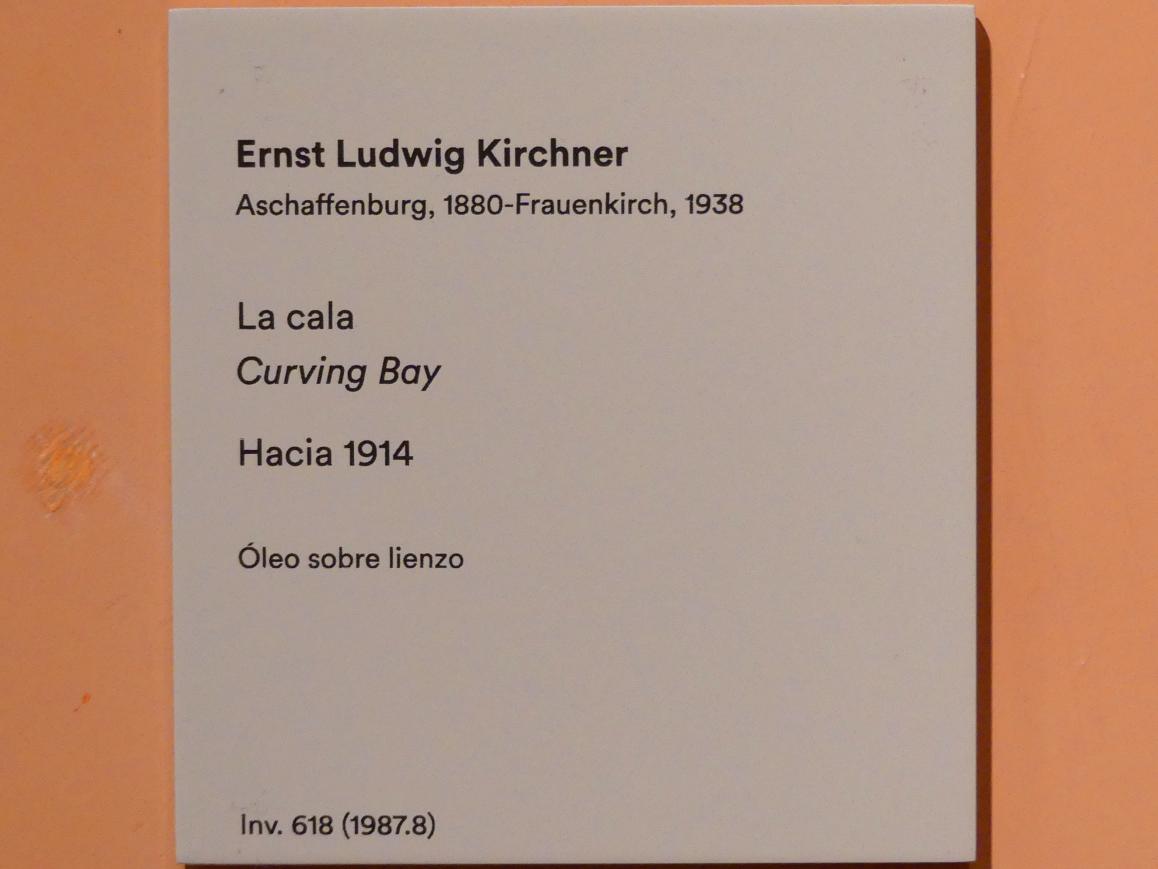 Ernst Ludwig Kirchner
Aschaffenburg, 1880-Frauenkirch, 1938
La cala
Curving Bay
Hacia 1914
Óleo sobre lienzo
Inv. 618 (1987.8)